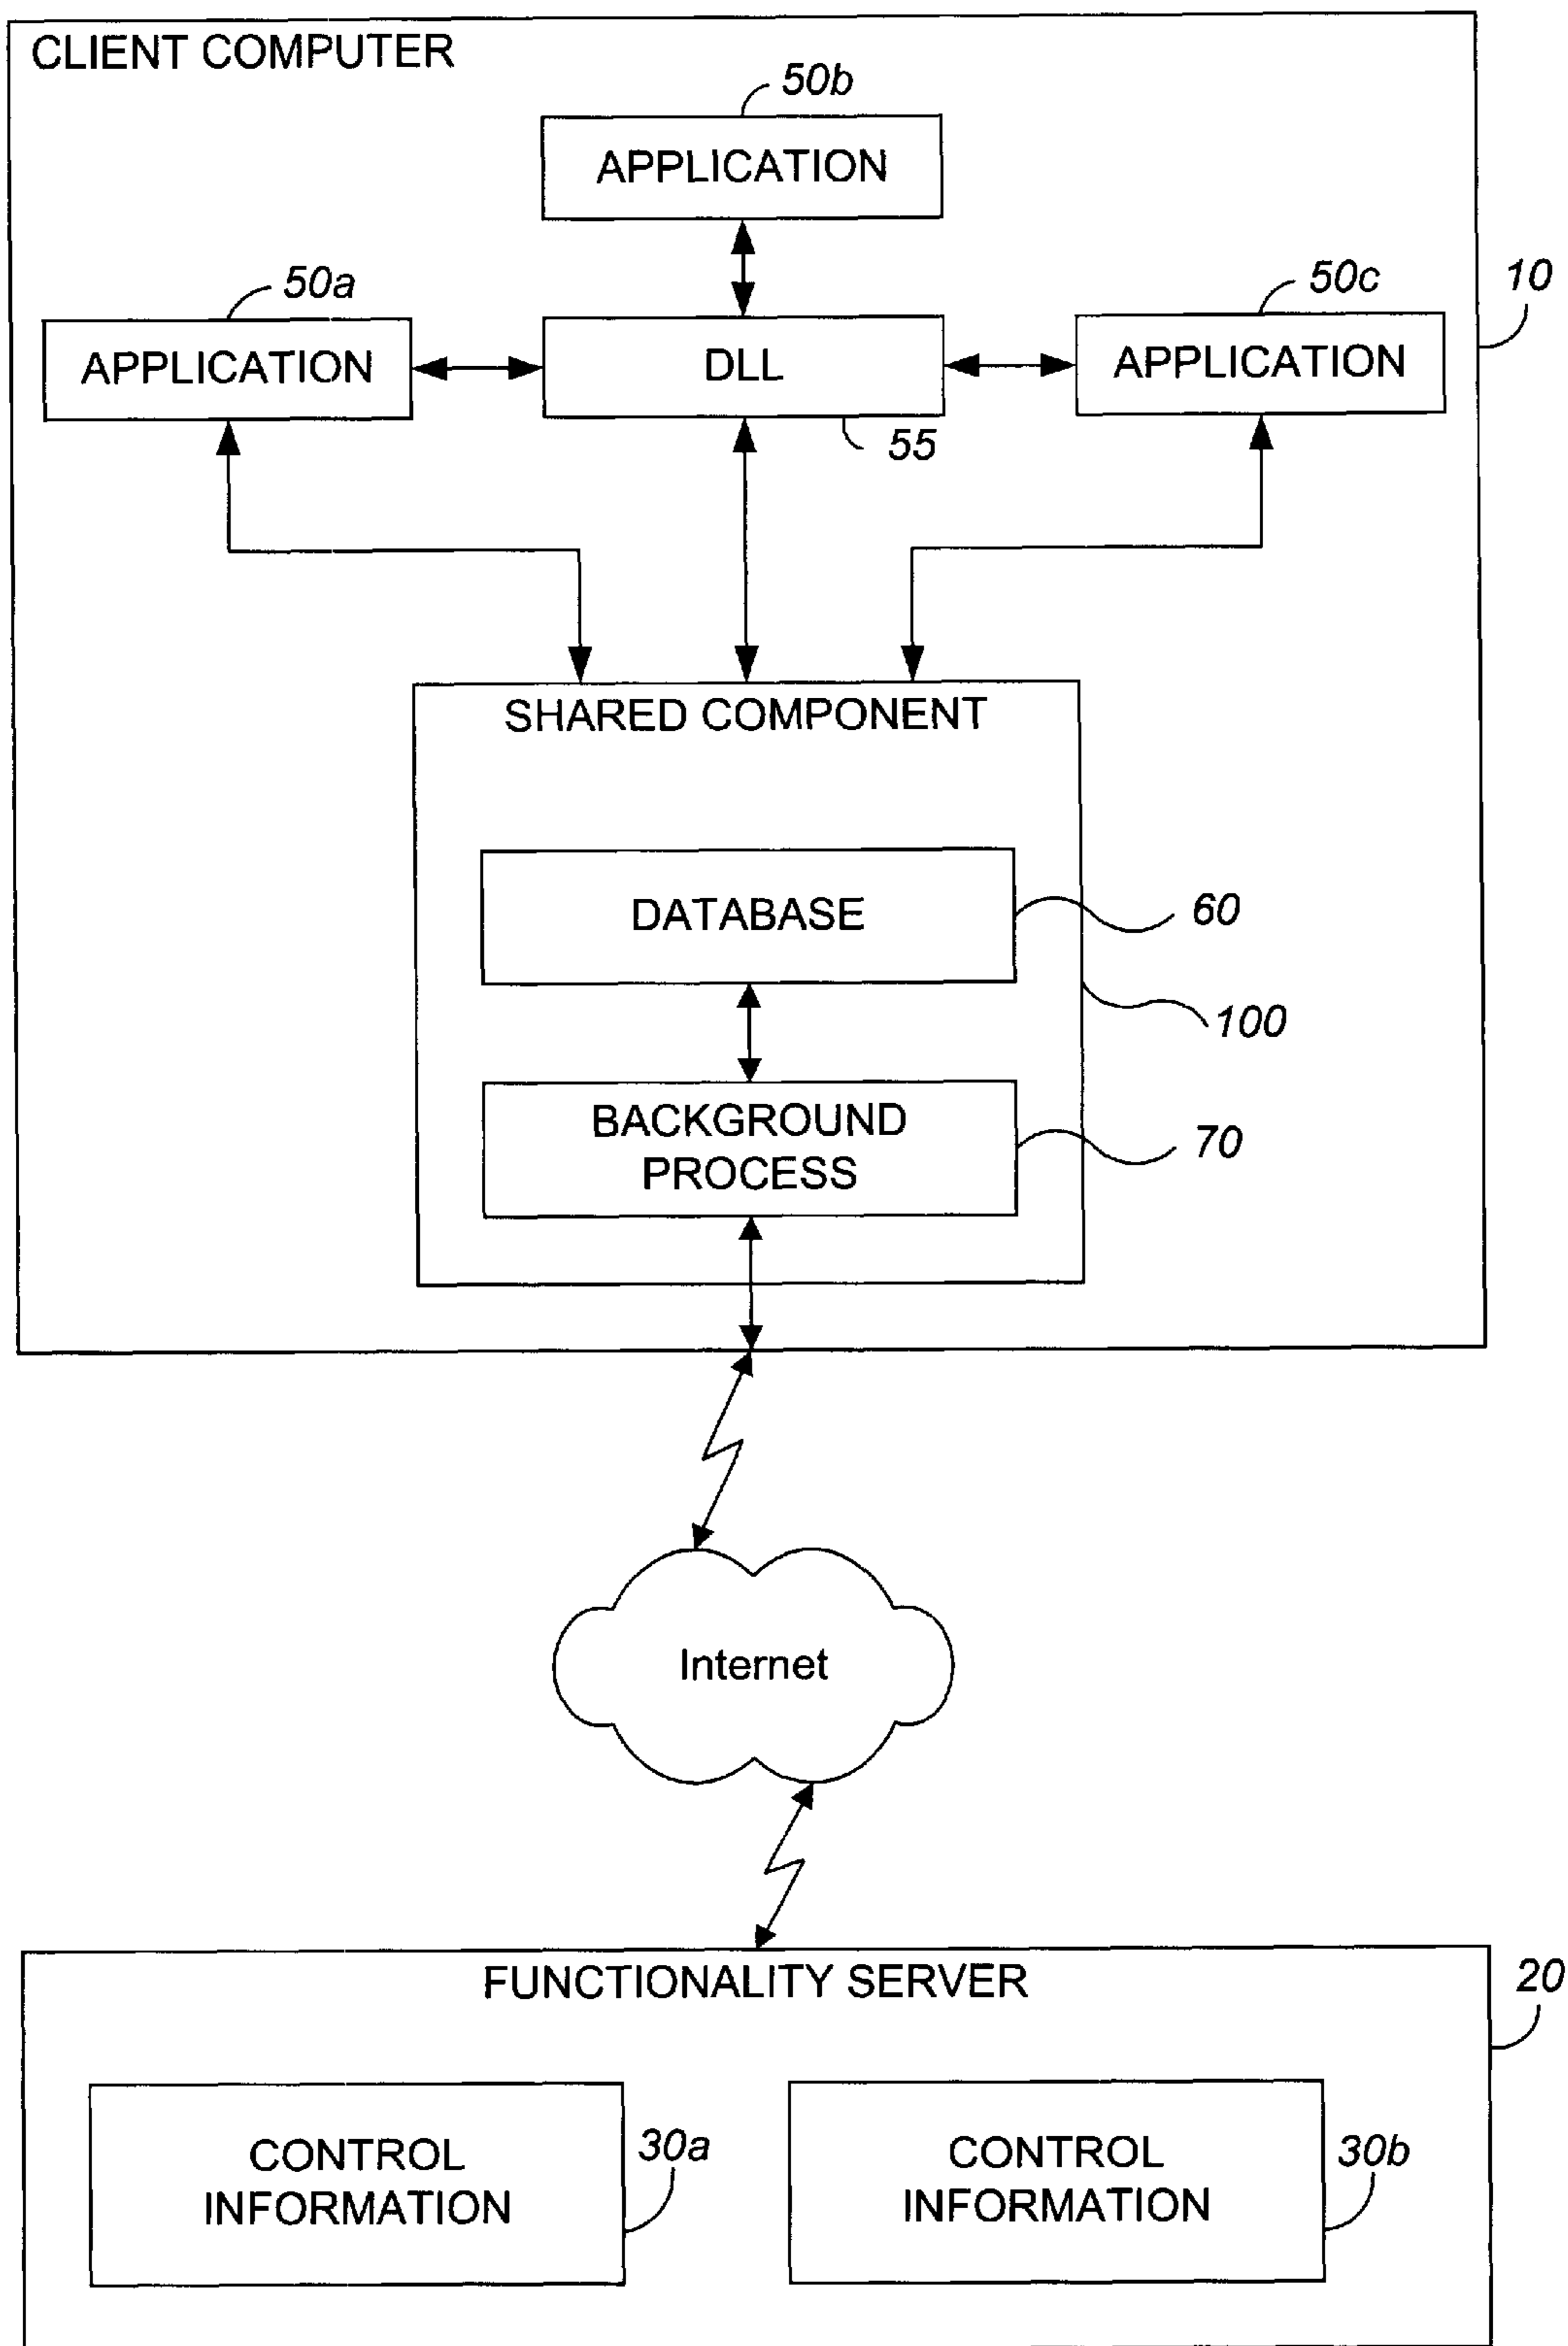 CLIENT COMPUTER
50b
APPLICATION
50a
50c
10
APPLICATION
DLL
APPLICATION
55
SHARED COMPONENT
DATABASE
60
100
BACKGROUND
PROCESS
70
Internet
FUNCTIONALITY SERVER
20
CONTROL
INFORMATION
30a
CONTROL
INFORMATION
30b